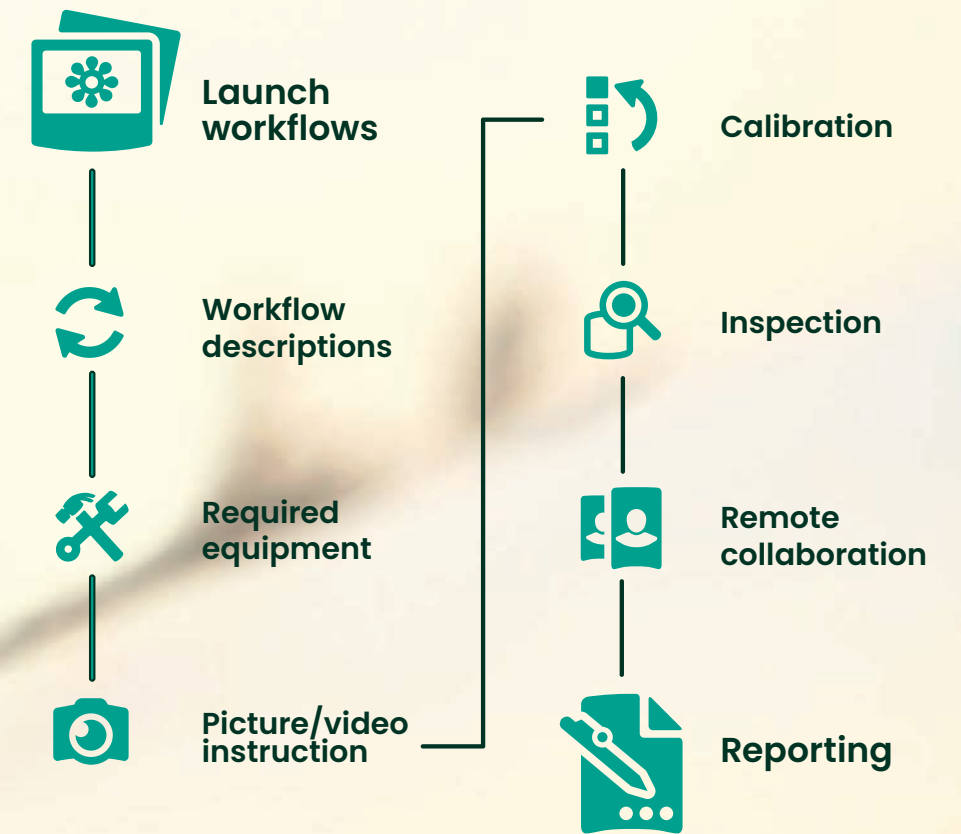 Launch
workflows
Workflow
descriptions
Required
equipment
Picture/video
instruction
Calibration
Inspection
Remote
collaboration
Reporting